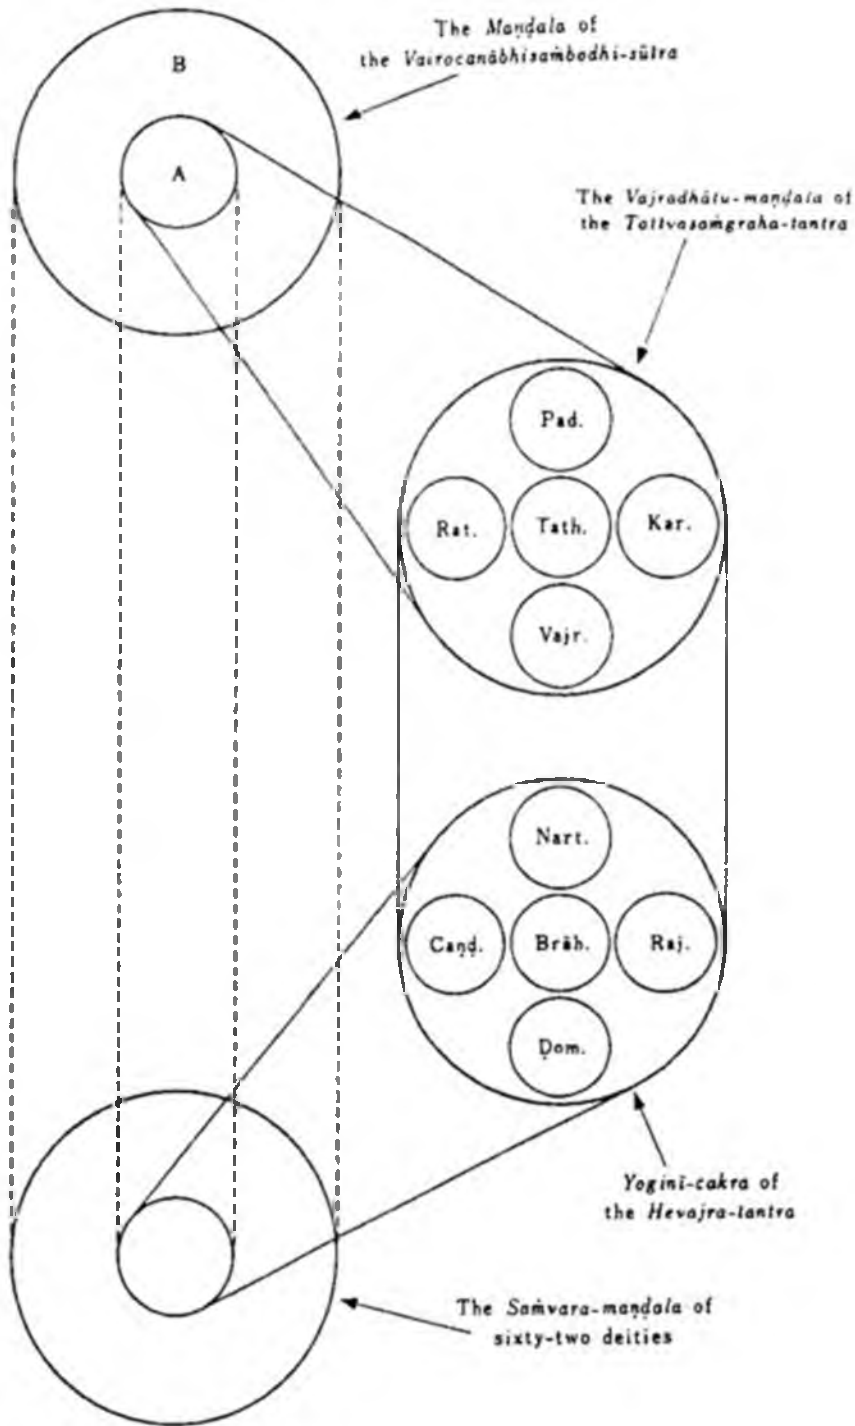 The Maṇḍala of
the Vairocanâbhisaṁbodhi-sūtra
B
A
The Vajradhātu-maṇḍala of
the Tattvasaṁgraha-tantra
Pad.
Rat.
Tath.
Kar.
Vajr.
Nart.
Caṇḍ.
Brāh.
Raj.
Ḍom.
Yoginī-cakra of
the Hevajra-tantra
The Saṁvara-maṇḍala of
sixty-two deities